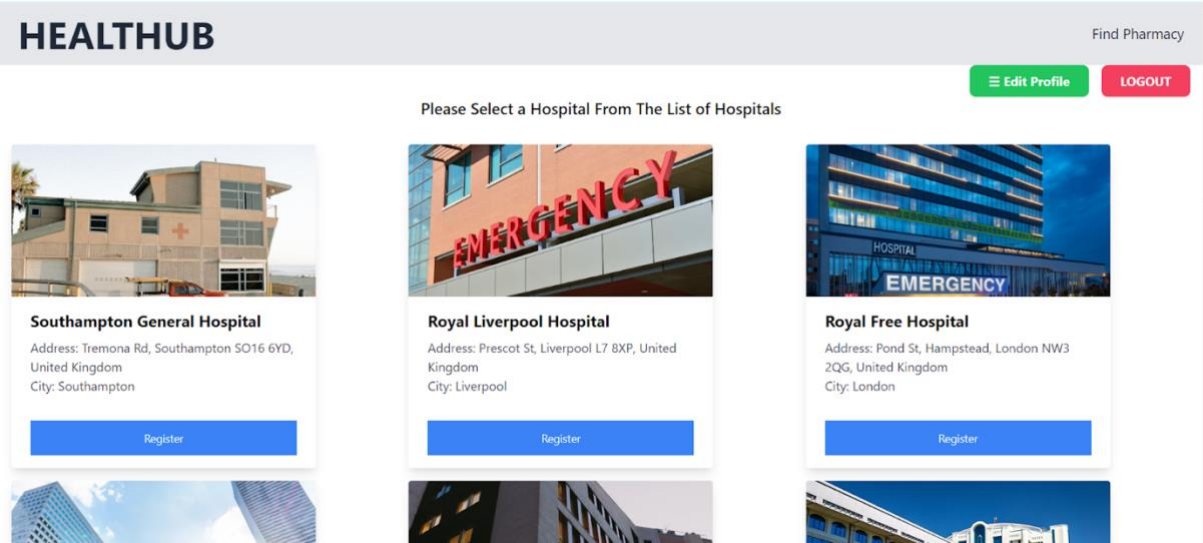 HEALTHUB
Find Pharmacy
☰ Edit Profile
LOGOUT
Please Select a Hospital From The List of Hospitals
EMERGENCY
HOSPITAL
EMERGENCY
Southampton General Hospital
Address: Tremona Rd, Southampton SO16 6YD,
United Kingdom
City: Southampton
Register
Royal Liverpool Hospital
Address: Prescot St, Liverpool L7 8XP, United
Kingdom
City: Liverpool
Register
Royal Free Hospital
Address: Pond St, Hampstead, London NW3
2QG, United Kingdom
City: London
Register